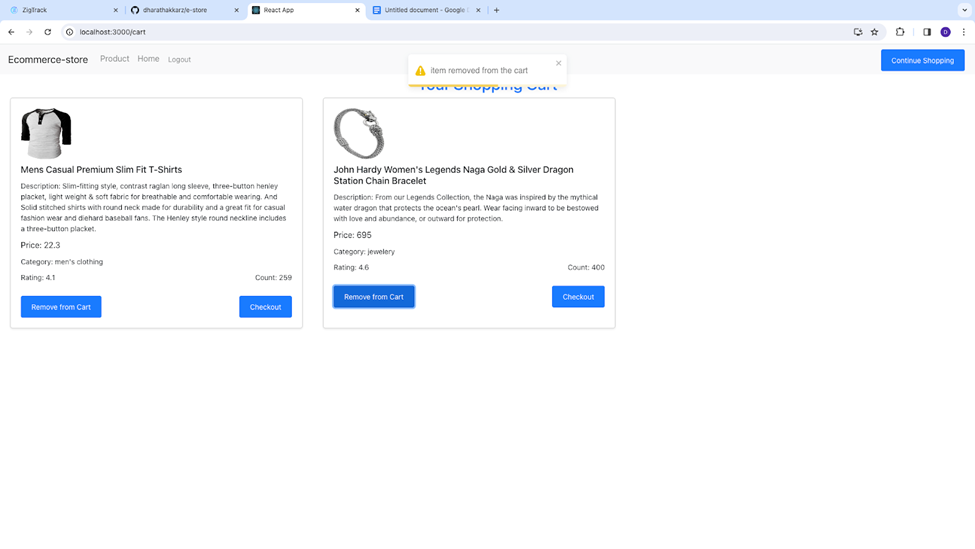 ZigTrack
dharathakkarz/e-store
React App
Untitled document - Google
localhost:3000/cart
D
Ecommerce-store
Product
Home
Logout
Continue Shopping
item removed from the cart
Your Shopping Cart
Mens Casual Premium Slim Fit T-Shirts
Description: Slim-fitting style, contrast raglan long sleeve, three-button henley
placket, light weight & soft fabric for breathable and comfortable wearing. And
Solid stitched shirts with round neck made for durability and a great fit for casual
fashion wear and diehard baseball fans. The Henley style round neckline includes
a three-button placket.
Price: 22.3
Category: men's clothing
Rating: 4.1
Count: 259
Remove from Cart
Checkout
John Hardy Women's Legends Naga Gold & Silver Dragon
Station Chain Bracelet
Description: From our Legends Collection, the Naga was inspired by the mythical
water dragon that protects the ocean's pearl. Wear facing inward to be bestowed
with love and abundance, or outward for protection.
Price: 695
Category: jewelery
Rating: 4.6
Count: 400
Remove from Cart
Checkout